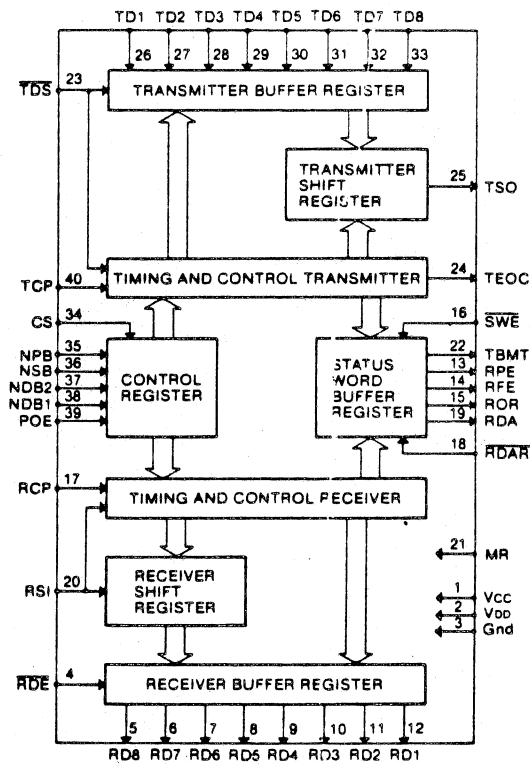 TD1 TD2 TD3 TD4 TD5 TD6 TD7 TD8
26 27 28 29 30 31 32 33
TDS 23
TRANSMITTER BUFFER REGISTER
TRANSMITTER
SHIFT
REGISTER
25 TSO
TIMING AND CONTROL TRANSMITTER
24 TEOC
TCP 40
CS 34
16 SWE
NPB 35
NSB 36
NDB2 37
NDB1 38
POE 39
CONTROL
REGISTER
STATUS
WORD
BUFFER
REGISTER
22 TBMT
13 RPE
14 RFE
15 ROR
19 RDA
18 RDAR
RCP 17
TIMING AND CONTROL RECEIVER
21 MR
RSI 20
RECEIVER
SHIFT
REGISTER
1 VCC
2 VDD
3 Gnd
RDE 4
RECEIVER BUFFER REGISTER
5 6 7 8 9 10 11 12
RD8 RD7 RD6 RD5 RD4 RD3 RD2 RD1